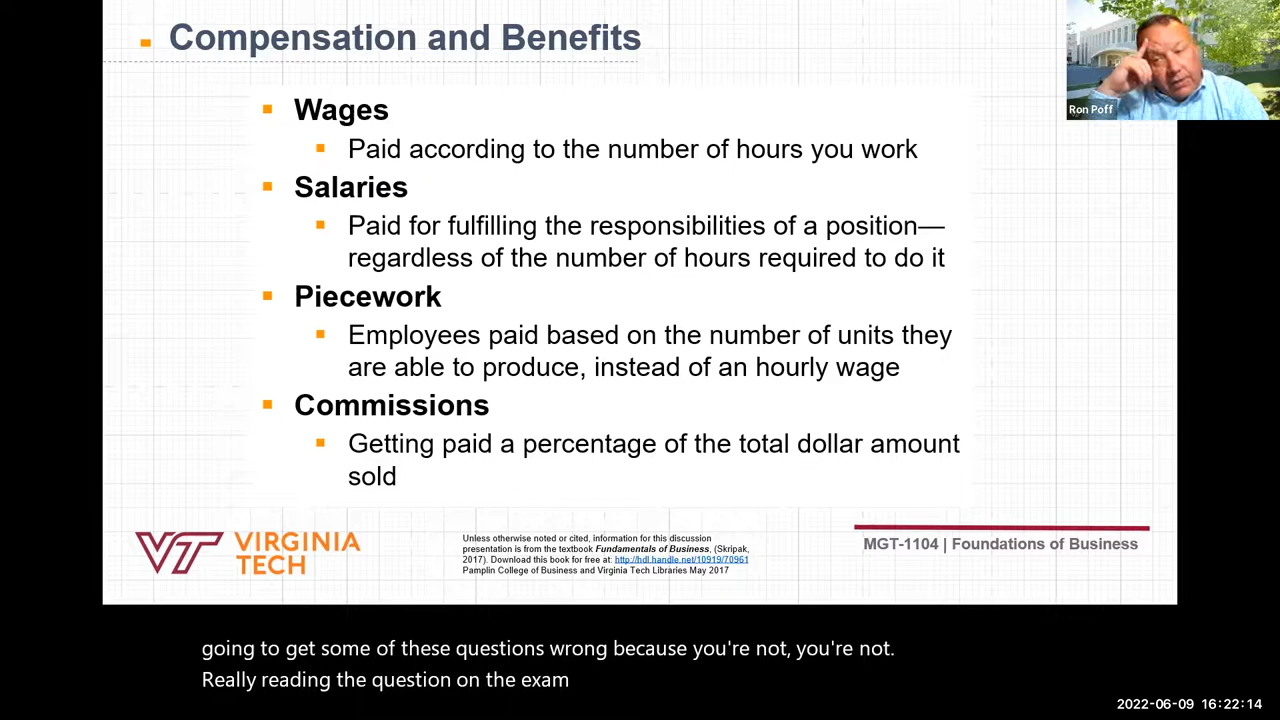 Compensation and Benefits
Ron Poff
Wages
Paid according to the number of hours you work
Salaries
Paid for fulfilling the responsibilities of a position—
regardless of the number of hours required to do it
Piecework
Employees paid based on the number of units they
are able to produce, instead of an hourly wage
Commissions
Getting paid a percentage of the total dollar amount
sold
VT VIRGINIA
TECH
Unless otherwise noted or cited, information for this discussion
presentation is from the textbook Fundamentals of Business, (Skripak,
2017). Download this book for free at: http://hdl.handle.net/10919/70961
Pamplin College of Business and Virginia Tech Libraries May 2017
MGT-1104 | Foundations of Business
going to get some of these questions wrong because you're not, you're not.
Really reading the question on the exam
2022-06-09 16:22:14